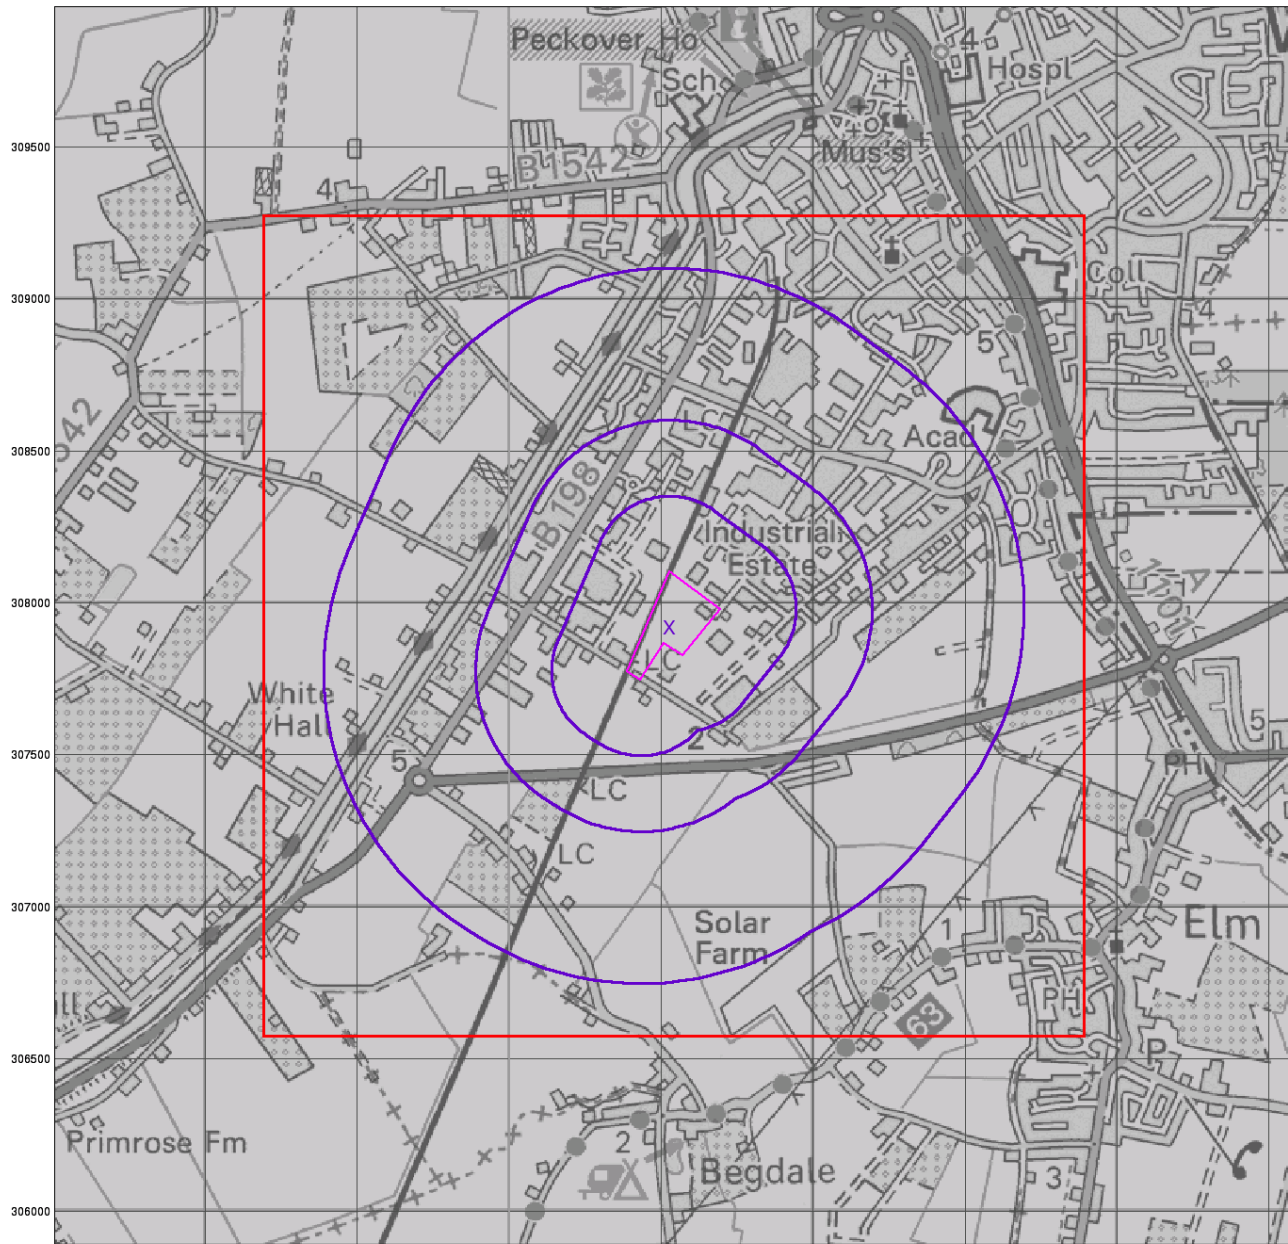 Peckover Ho
4
Hospl
Sch
Mus's
309500
B1542
4
Coll
309000
4
5
LC
Acad
308500
B198
Industrial
Estate
A
1101
308000
X
LC
White
Hall
5
2
307500
5
PH
LC
LC
307000
Solar
Farm
1
Elm
PH
63
306500
P
Primrose Fm
2
Begdale
3
306000